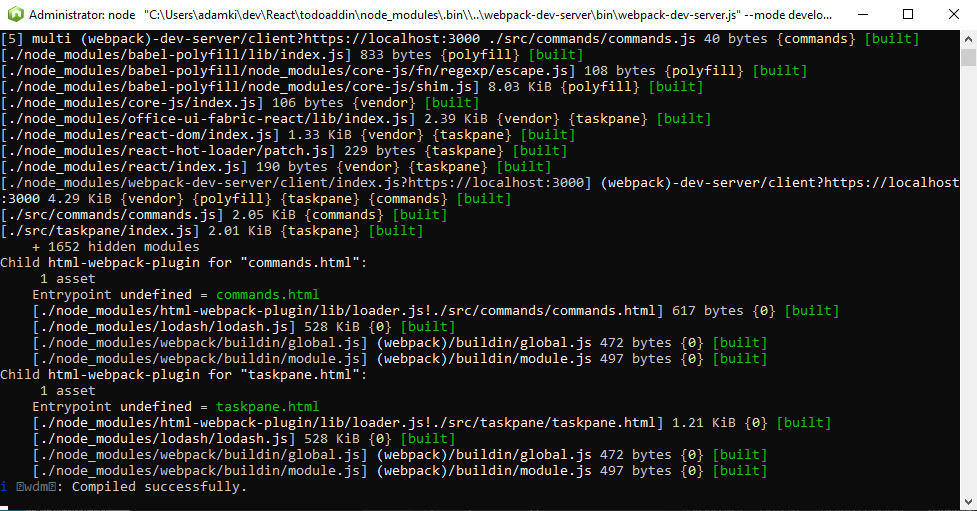 Administrator: node "C:\Users\adamki\dev\React\todoaddin\node_modules\.bin\\..\webpack-dev-server\bin\webpack-dev-server.js" --mode develo...
[5] multi (webpack)-dev-server/client?https://localhost:3000 ./src/commands/commands.js 40 bytes {commands} [built]
[./node_modules/babel-polyfill/lib/index.js] 833 bytes {polyfill} [built]
[./node_modules/babel-polyfill/node_modules/core-js/fn/regexp/escape.js] 108 bytes {polyfill} [built]
[./node_modules/babel-polyfill/node_modules/core-js/shim.js] 8.03 KiB {polyfill} [built]
[./node_modules/core-js/index.js] 106 bytes {vendor} [built]
[./node_modules/office-ui-fabric-react/lib/index.js] 2.39 KiB {vendor} {taskpane} [built]
[./node_modules/react-dom/index.js] 1.33 KiB {vendor} {taskpane} [built]
[./node_modules/react-hot-loader/patch.js] 229 bytes {taskpane} [built]
[./node_modules/react/index.js] 190 bytes {vendor} {taskpane} [built]
[./node_modules/webpack-dev-server/client/index.js?https://localhost:3000] (webpack)-dev-server/client?https://localhost
:3000 4.29 KiB {vendor} {polyfill} {taskpane} {commands} [built]
[./src/commands/commands.js] 2.05 KiB {commands} [built]
[./src/taskpane/index.js] 2.01 KiB {taskpane} [built]
    + 1652 hidden modules
Child html-webpack-plugin for "commands.html":
     1 asset
    Entrypoint undefined = commands.html
    [./node_modules/html-webpack-plugin/lib/loader.js!./src/commands/commands.html] 617 bytes {0} [built]
    [./node_modules/lodash/lodash.js] 528 KiB {0} [built]
    [./node_modules/webpack/buildin/global.js] (webpack)/buildin/global.js 472 bytes {0} [built]
    [./node_modules/webpack/buildin/module.js] (webpack)/buildin/module.js 497 bytes {0} [built]
Child html-webpack-plugin for "taskpane.html":
     1 asset
    Entrypoint undefined = taskpane.html
    [./node_modules/html-webpack-plugin/lib/loader.js!./src/taskpane/taskpane.html] 1.21 KiB {0} [built]
    [./node_modules/lodash/lodash.js] 528 KiB {0} [built]
    [./node_modules/webpack/buildin/global.js] (webpack)/buildin/global.js 472 bytes {0} [built]
    [./node_modules/webpack/buildin/module.js] (webpack)/buildin/module.js 497 bytes {0} [built]
i ⍰wdm⍰: Compiled successfully.